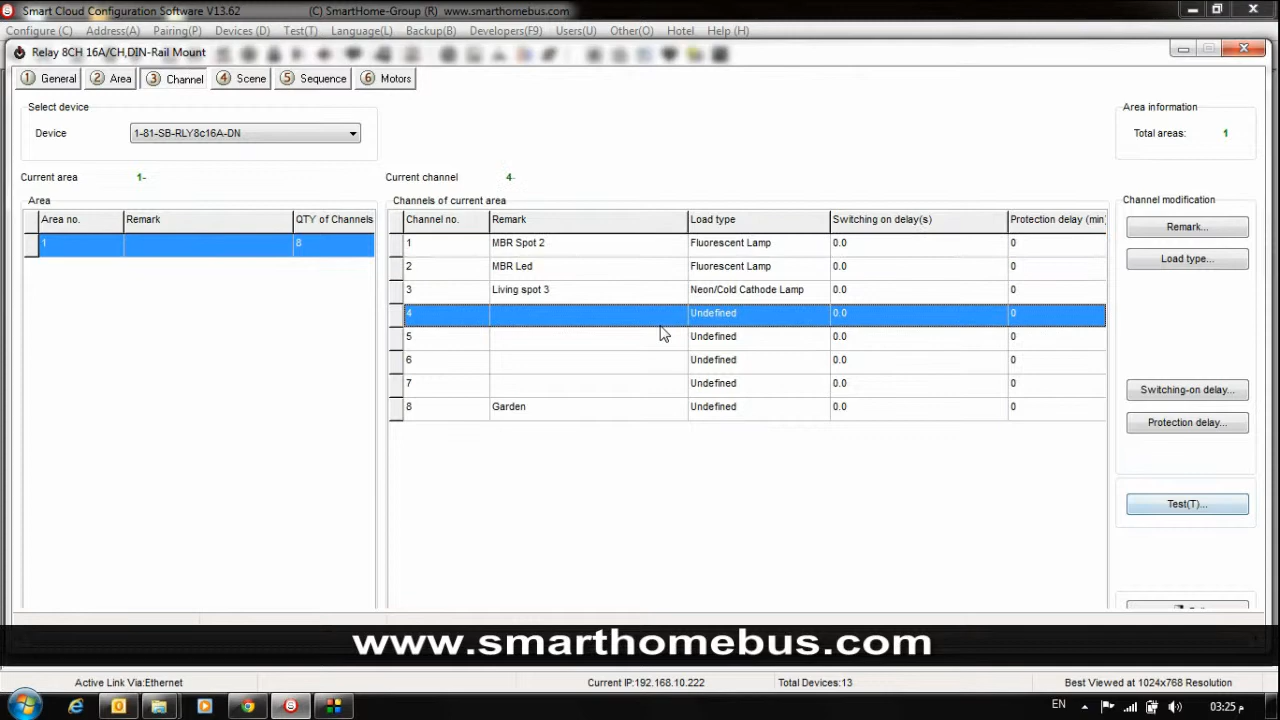 Smart Cloud Configuration Software V13.62 (C) SmartHome-Group (R) www.smarthomebus.com
Configure (C) Address(A) Pairing(P) Devices (D) Test(T) Language(L) Backup(B) Developers(F9) Users(U) Other(O) Hotel Help (H)
Relay 8CH 16A/CH,DIN-Rail Mount
1 General 2 Area 3 Channel 4 Scene 5 Sequence 6 Motors
Select device
Device 1-81-SB-RLY8c16A-DN
Area information
Total areas: 1
Current area 1-
Current channel 4-
Area
Area no. Remark QTY of Channels
1 8
Channels of current area
Channel no. Remark Load type Switching on delay(s) Protection delay (min)
1 MBR Spot 2 Fluorescent Lamp 0.0 0
2 MBR Led Fluorescent Lamp 0.0 0
3 Living spot 3 Neon/Cold Cathode Lamp 0.0 0
4 Undefined 0.0 0
5 Undefined 0.0 0
6 Undefined 0.0 0
7 Undefined 0.0 0
8 Garden Undefined 0.0 0
Channel modification
Remark...
Load type...
Switching-on delay...
Protection delay...
Test(T)...
www.smarthomebus.com
Active Link Via:Ethernet Current IP:192.168.10.222 Total Devices:13 Best Viewed at 1024x768 Resolution
EN 03:25 م